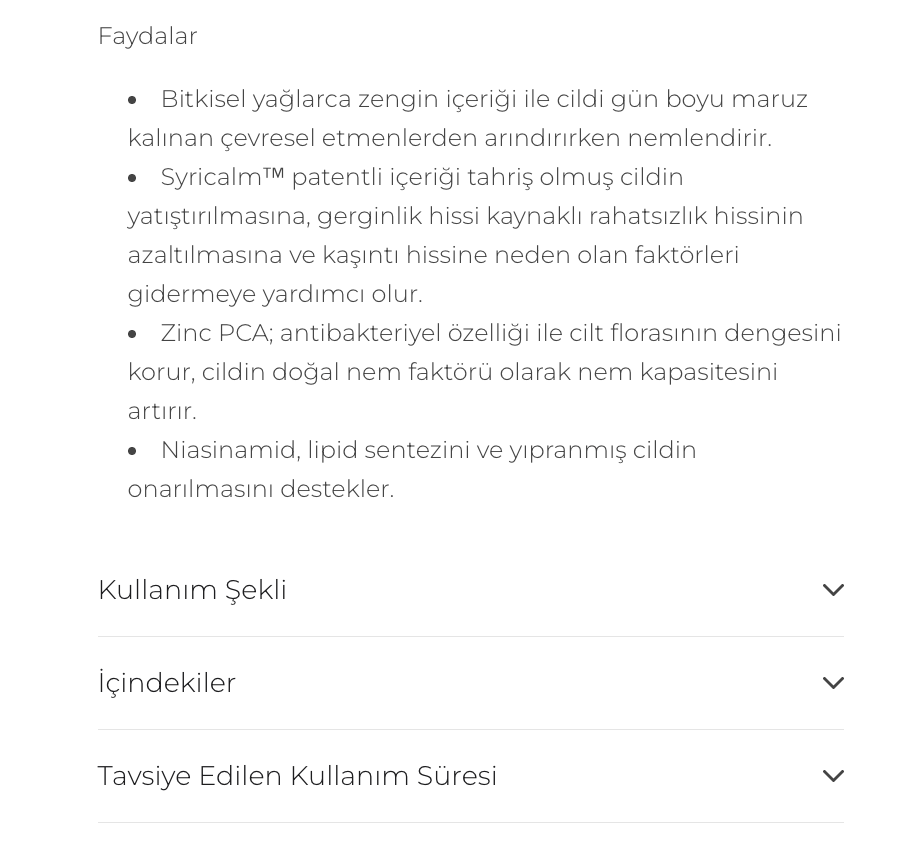 Faydalar
• Bitkisel yağlarca zengin içeriği ile cildi gün boyu maruz
kalınan çevresel etmenlerden arındırırken nemlendirir.
• Syricalm™ patentli içeriği tahriş olmuş cildin
yatıştırılmasına, gerginlik hissi kaynaklı rahatsızlık hissinin
azaltılmasına ve kaşıntı hissine neden olan faktörleri
gidermeye yardımcı olur.
• Zinc PCA; antibakteriyel özelliği ile cilt florasının dengesini
korur, cildin doğal nem faktörü olarak nem kapasitesini
artırır.
• Niasinamid, lipid sentezini ve yıpranmış cildin
onarılmasını destekler.
Kullanım Şekli
İçindekiler
Tavsiye Edilen Kullanım Süresi